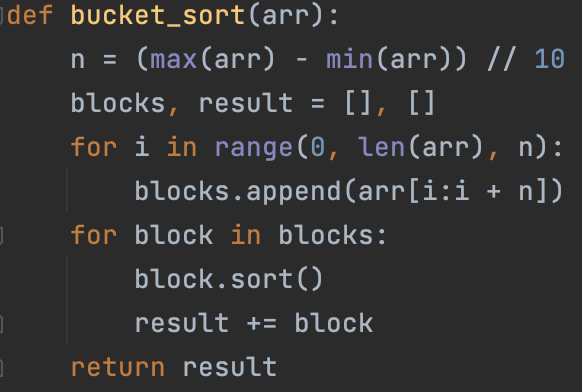 def bucket_sort(arr):
    n = (max(arr) - min(arr)) // 10
    blocks, result = [], []
    for i in range(0, len(arr), n):
        blocks.append(arr[i:i + n])
    for block in blocks:
        block.sort()
        result += block
    return result